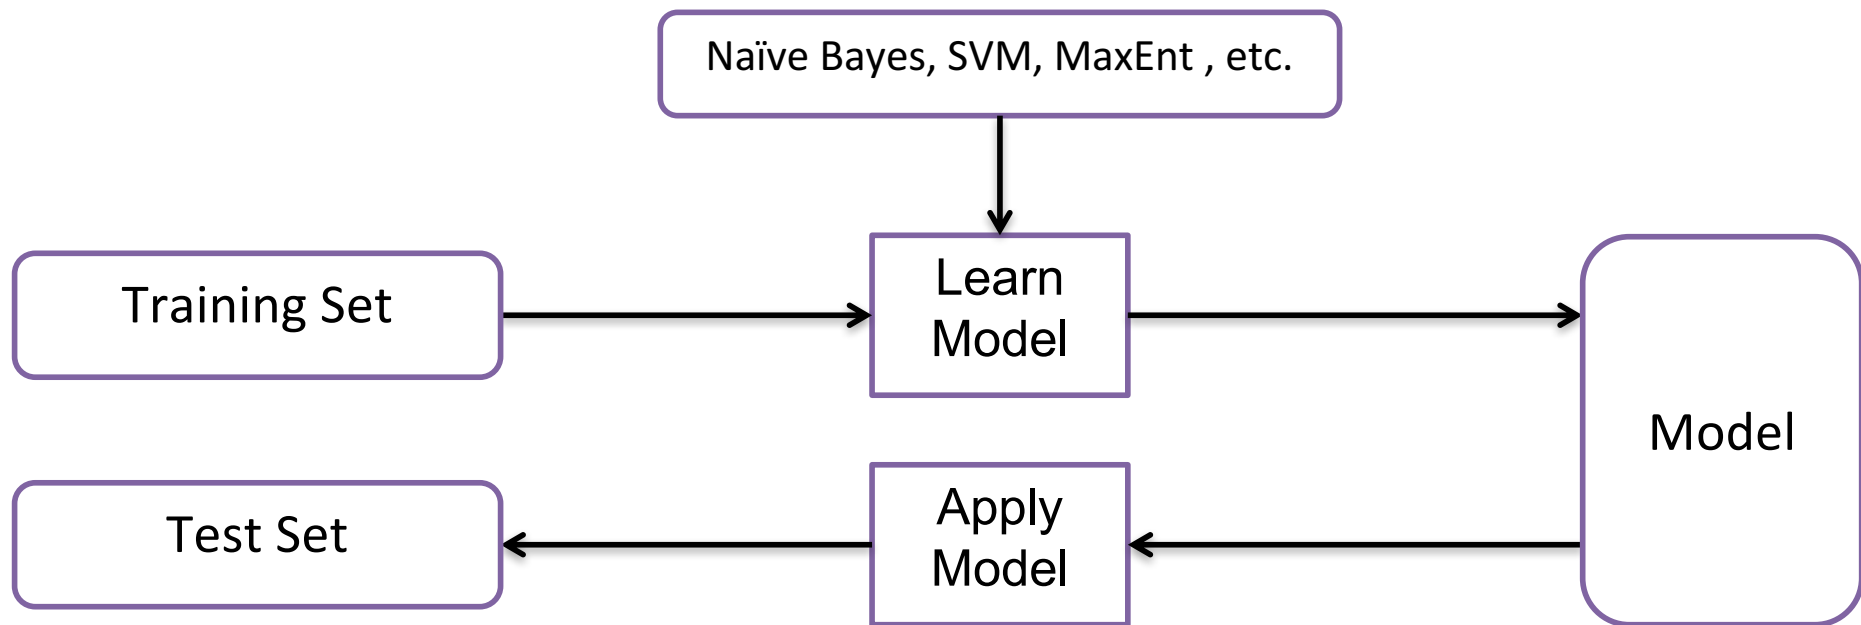 Naïve Bayes, SVM, MaxEnt , etc.
Training Set
Learn
Model
Model
Test Set
Apply
Model